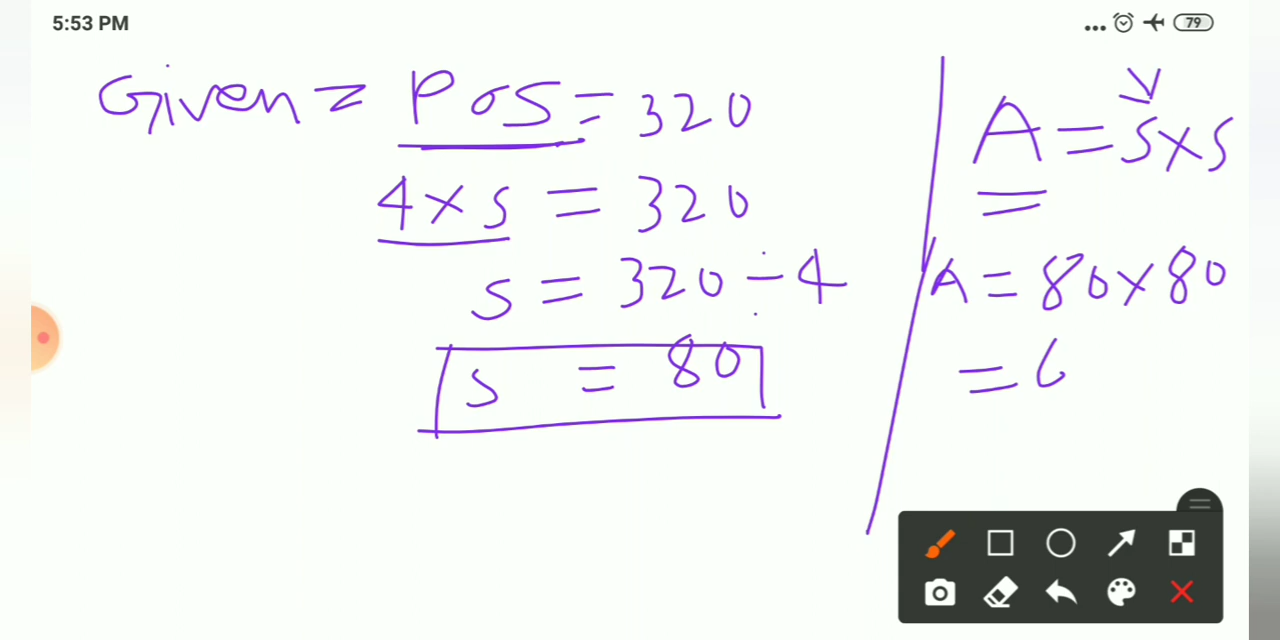 5:53 PM
79
Given = POS = 320
4 × s = 320
s = 320 ÷ 4
s = 80
A = s × s
A = 80 × 80
= 6